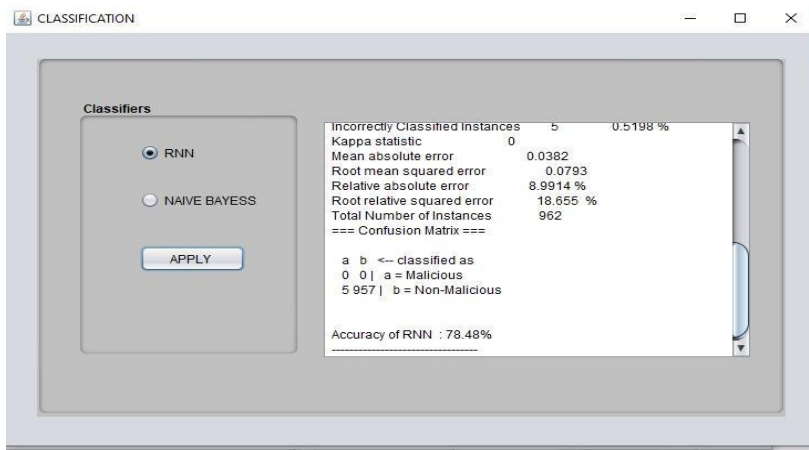 CLASSIFICATION
Classifiers
RNN
NAIVE BAYESS
APPLY
Incorrectly Classified Instances 5 0.5198 %
Kappa statistic 0
Mean absolute error 0.0382
Root mean squared error 0.0793
Relative absolute error 8.9914 %
Root relative squared error 18.655 %
Total Number of Instances 962
=== Confusion Matrix ===
a b <-- classified as
0 0 | a = Malicious
5 957 | b = Non-Malicious
Accuracy of RNN : 78.48%
--------------------------------